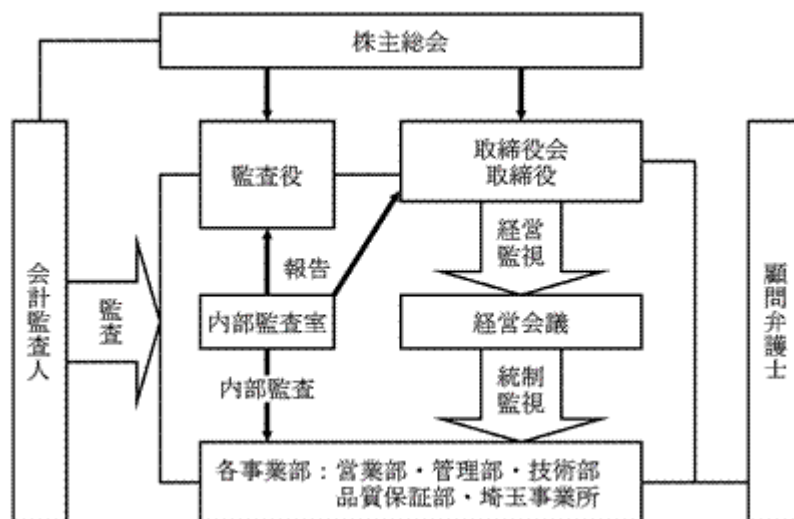 株主総会
監査役
取締役会
取締役
会計監査人
監査
報告
経営
監視
内部監査室
経営会議
顧問弁護士
内部監査
統制
監視
各事業部：営業部・管理部・技術部
品質保証部・埼玉事業所